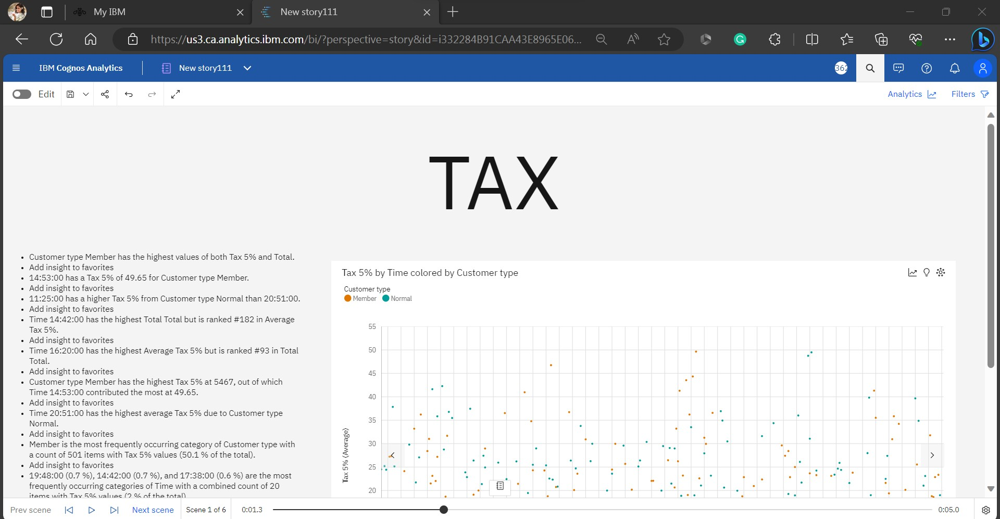 My IBM
New story111
https://us3.ca.analytics.ibm.com/bi/?perspective=story&id=i332284B91CAA43E8965E06...
IBM Cognos Analytics
New story111
362
Edit
Analytics
Filters
TAX
• Customer type Member has the highest values of both Tax 5% and Total.
• Add insight to favorites
• 14:53:00 has a Tax 5% of 49.65 for Customer type Member.
• Add insight to favorites
• 11:25:00 has a higher Tax 5% from Customer type Normal than 20:51:00.
• Add insight to favorites
• Time 14:42:00 has the highest Total Total but is ranked #182 in Average
Tax 5%.
• Add insight to favorites
• Time 16:20:00 has the highest Average Tax 5% but is ranked #93 in Total
Total.
• Add insight to favorites
• Customer type Member has the highest Tax 5% at 5467, out of which
Time 14:53:00 contributed the most at 49.65.
• Add insight to favorites
• Time 20:51:00 has the highest average Tax 5% due to Customer type
Normal.
• Add insight to favorites
• Member is the most frequently occurring category of Customer type with
a count of 501 items with Tax 5% values (50.1 % of the total).
• Add insight to favorites
• 19:48:00 (0.7 %), 14:42:00 (0.7 %), and 17:38:00 (0.6 %) are the most
frequently occurring categories of Time with a combined count of 20
items with Tax 5% values (2 % of the total)
Tax 5% by Time colored by Customer type
Customer type
Member Normal
55
50
45
40
35
30
25
20
Tax 5% (Average)
Prev scene
Next scene
Scene 1 of 6
0:01.3
0:05.0